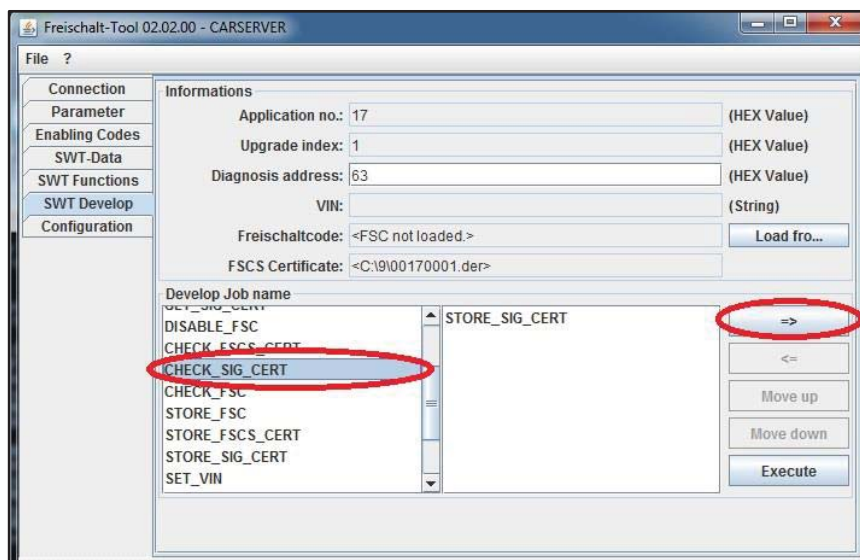 Freischalt-Tool 02.02.00 - CARSERVER
File ?
Connection
Parameter
Enabling Codes
SWT-Data
SWT Functions
SWT Develop
Configuration
Informations
Application no.: 17 (HEX Value)
Upgrade index: 1 (HEX Value)
Diagnosis address: 63 (HEX Value)
VIN: (String)
Freischaltcode: <FSC not loaded.> Load fro...
FSCS Certificate: <C:\9\00170001.der>
Develop Job name
GET_SIG_CERT
DISABLE_FSC
CHECK_FSCS_CERT
CHECK_SIG_CERT
CHECK_FSC
STORE_FSC
STORE_FSCS_CERT
STORE_SIG_CERT
SET_VIN
STORE_SIG_CERT
=>
<=
Move up
Move down
Execute